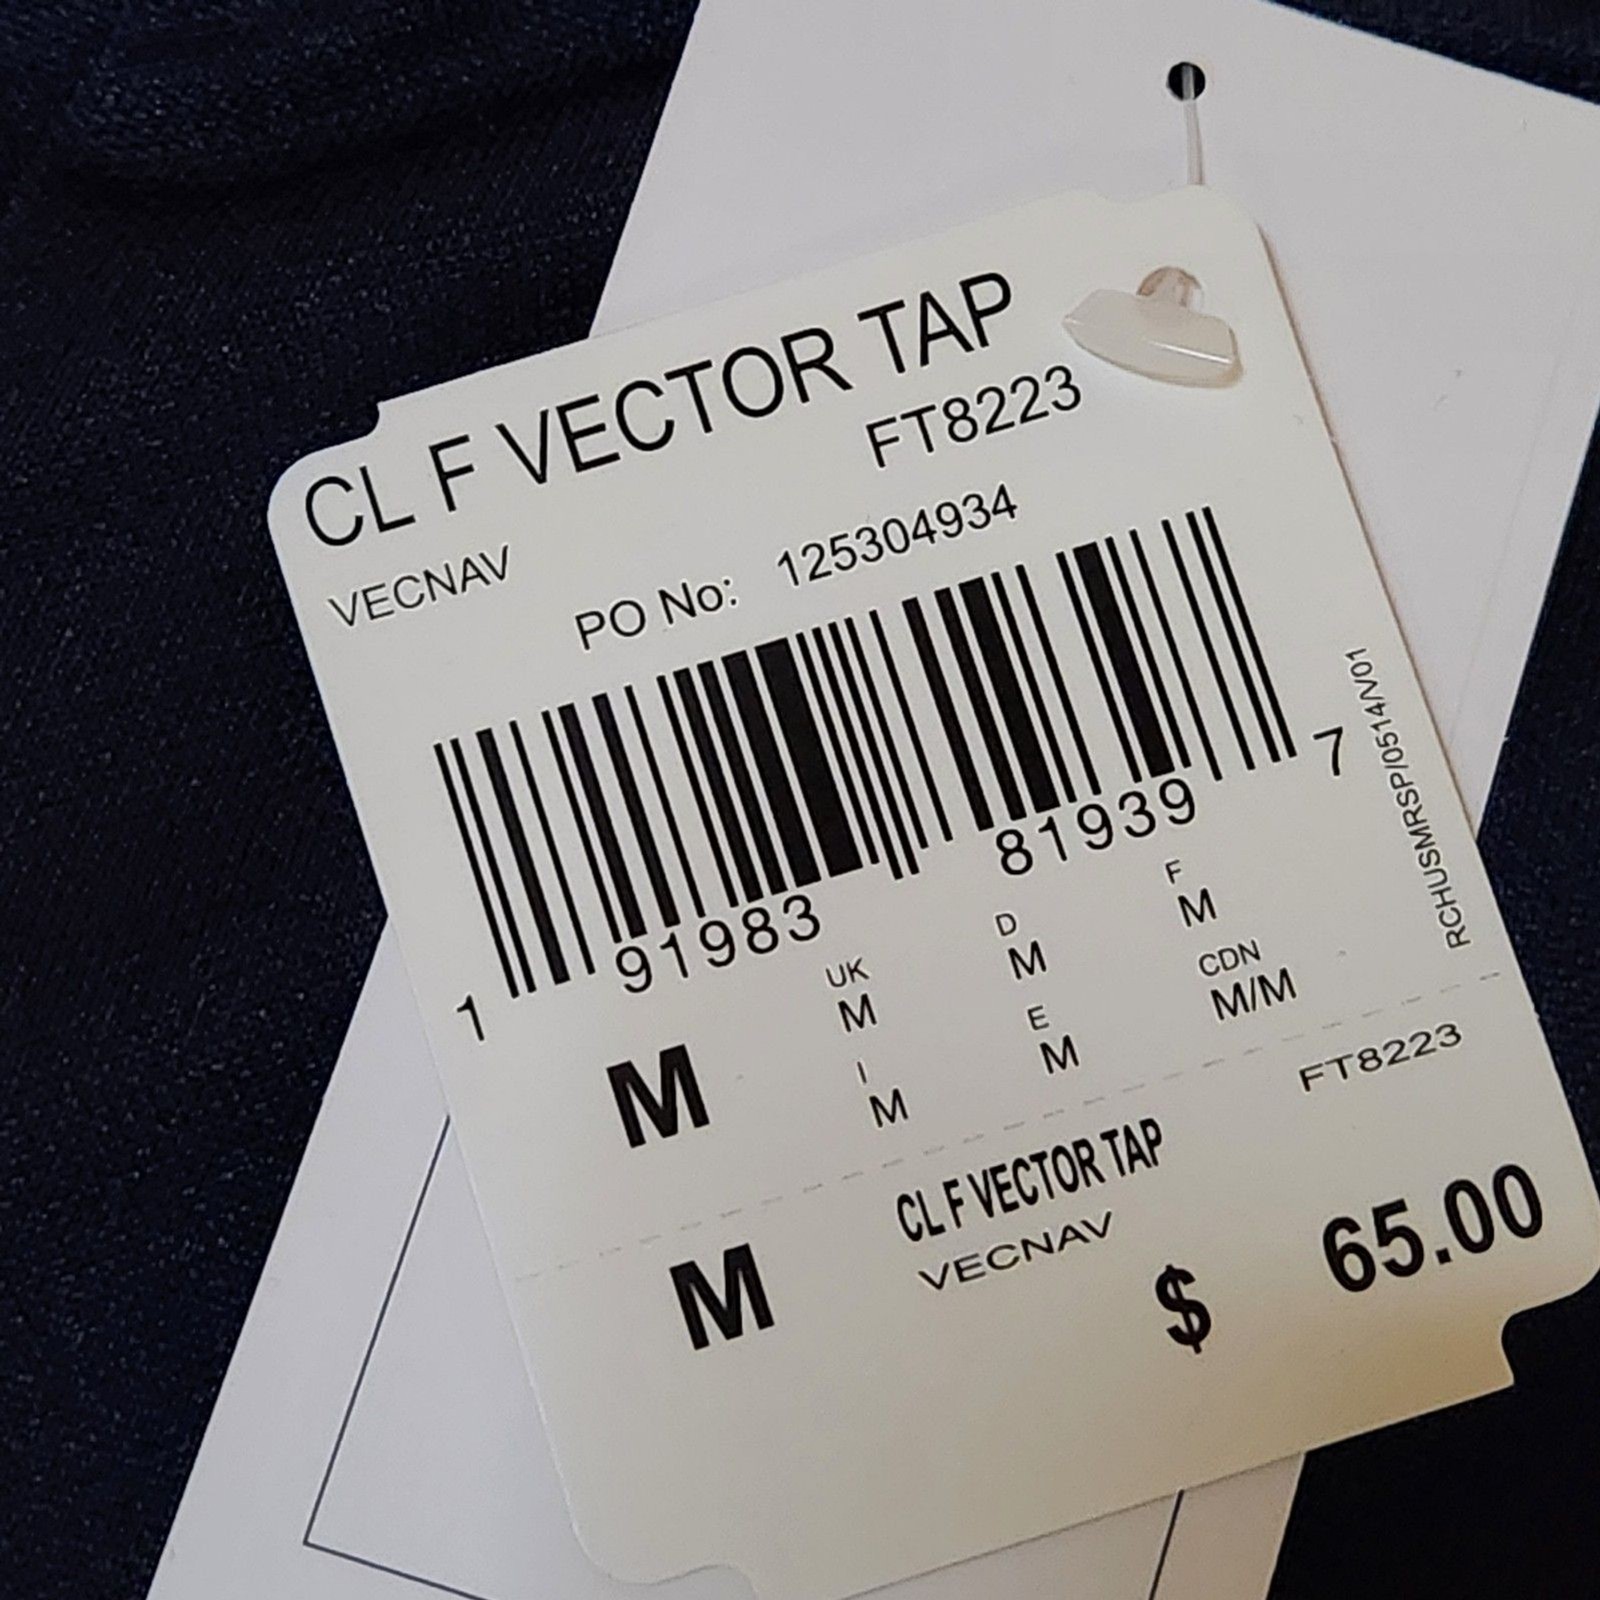 CL F VECTOR TAP
FT8223
VECNAV
PO No: 125304934
1 91983 81939 7
RCHUSMRSP/0514/V01
M
UK
M
D
M
F
M
I
M
E
M
CDN
M/M
FT8223
CL F VECTOR TAP
VECNAV
M
$ 65.00